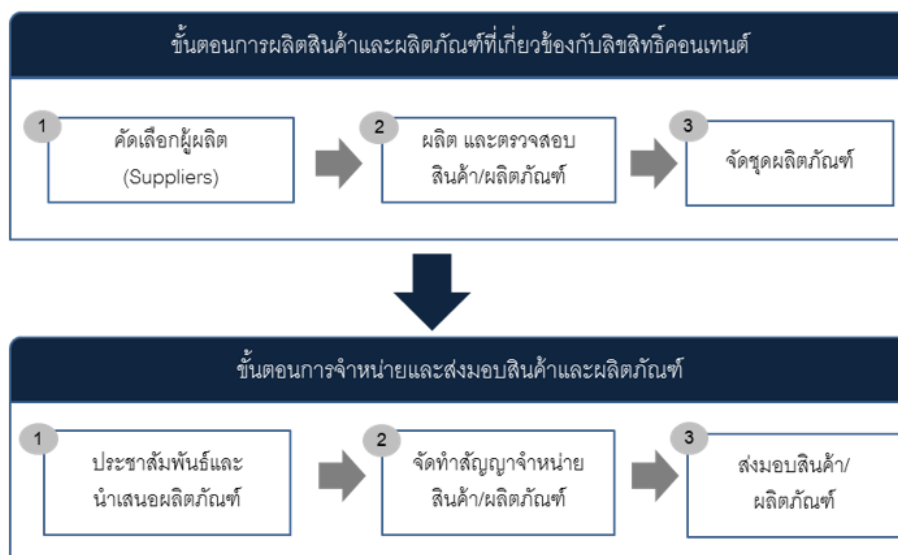 ขั้นตอนการผลิตสินค้าและผลิตภัณฑ์ที่เกี่ยวข้องกับลิขสิทธิ์คอนเทนต์
1
คัดเลือกผู้ผลิต
(Suppliers)
2
ผลิต และตรวจสอบ
สินค้า/ผลิตภัณฑ์
3
จัดชุดผลิตภัณฑ์
ขั้นตอนการจำหน่ายและส่งมอบสินค้าและผลิตภัณฑ์
1
ประชาสัมพันธ์และ
นำเสนอผลิตภัณฑ์
2
จัดทำสัญญาจำหน่าย
สินค้า/ผลิตภัณฑ์
3
ส่งมอบสินค้า/
ผลิตภัณฑ์